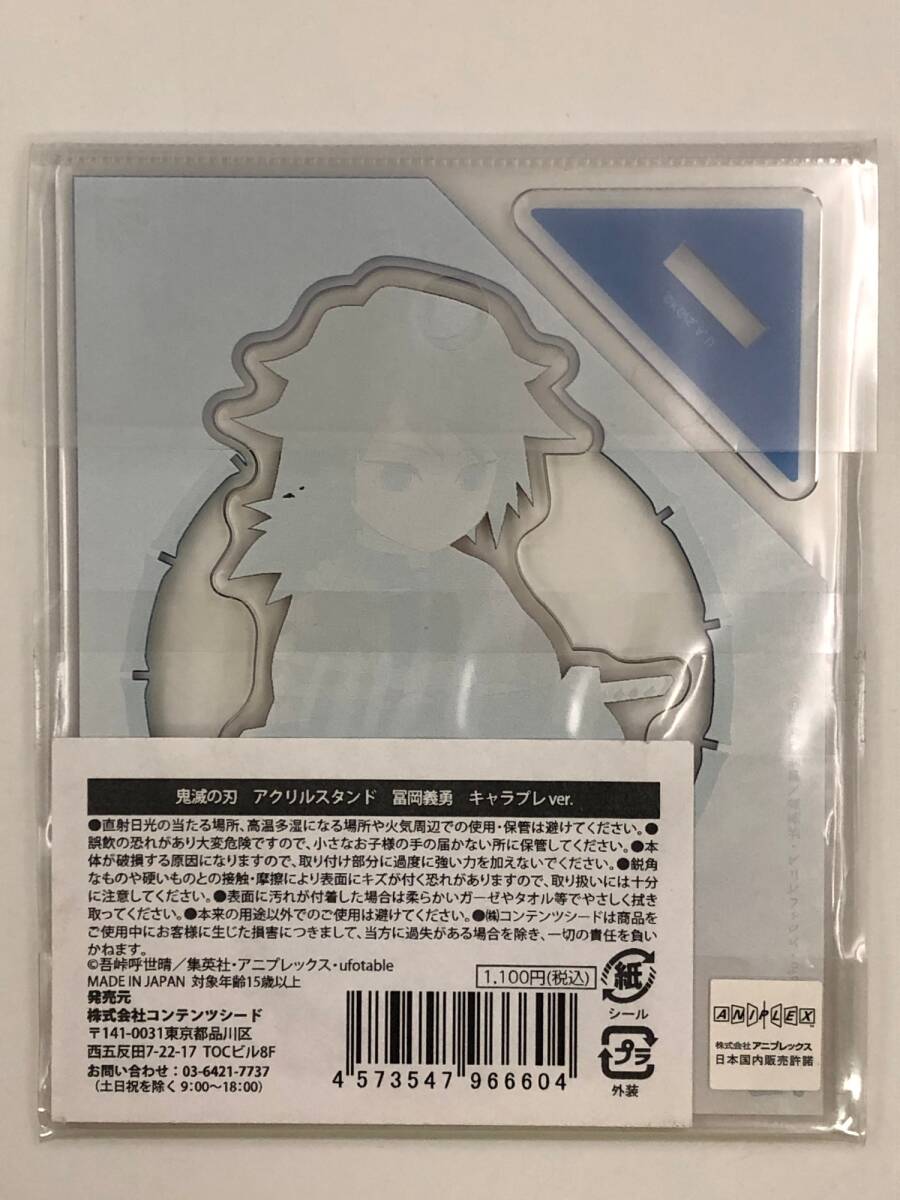 鬼滅の刃　アクリルスタンド　冨岡義勇　キャラプレver.
●直射日光の当たる場所、高温多湿になる場所や火気周辺での使用・保管は避けてください。●
誤飲の恐れがあり大変危険ですので、小さなお子様の手の届かない所に保管してください。●本
体が破損する原因になりますので、取り付け部分に過度に強い力を加えないでください。●鋭角
なものや硬いものとの接触・摩擦により表面にキズが付く恐れがありますので、取り扱いには十分
に注意してください。●表面に汚れが付着した場合は柔らかいガーゼやタオル等でやさしく拭き
取ってください。●本来の用途以外でのご使用は避けてください。●㈱コンテンツシードは商品を
ご使用中にお客様に生じた損害につきまして、当方に過失がある場合を除き、一切の責任を負い
かねます。
©吾峠呼世晴／集英社・アニプレックス・ufotable
MADE IN JAPAN 対象年齢15歳以上
1,100円(税込)
発売元
株式会社コンテンツシード
〒141-0031東京都品川区
西五反田7-22-17 TOCビル8F
お問い合わせ：03-6421-7737
（土日祝を除く 9:00〜18:00）
4 573547 966604
紙
シール
プラ
外装
ANIPLEX
株式会社 アニプレックス
日本国内販売許諾